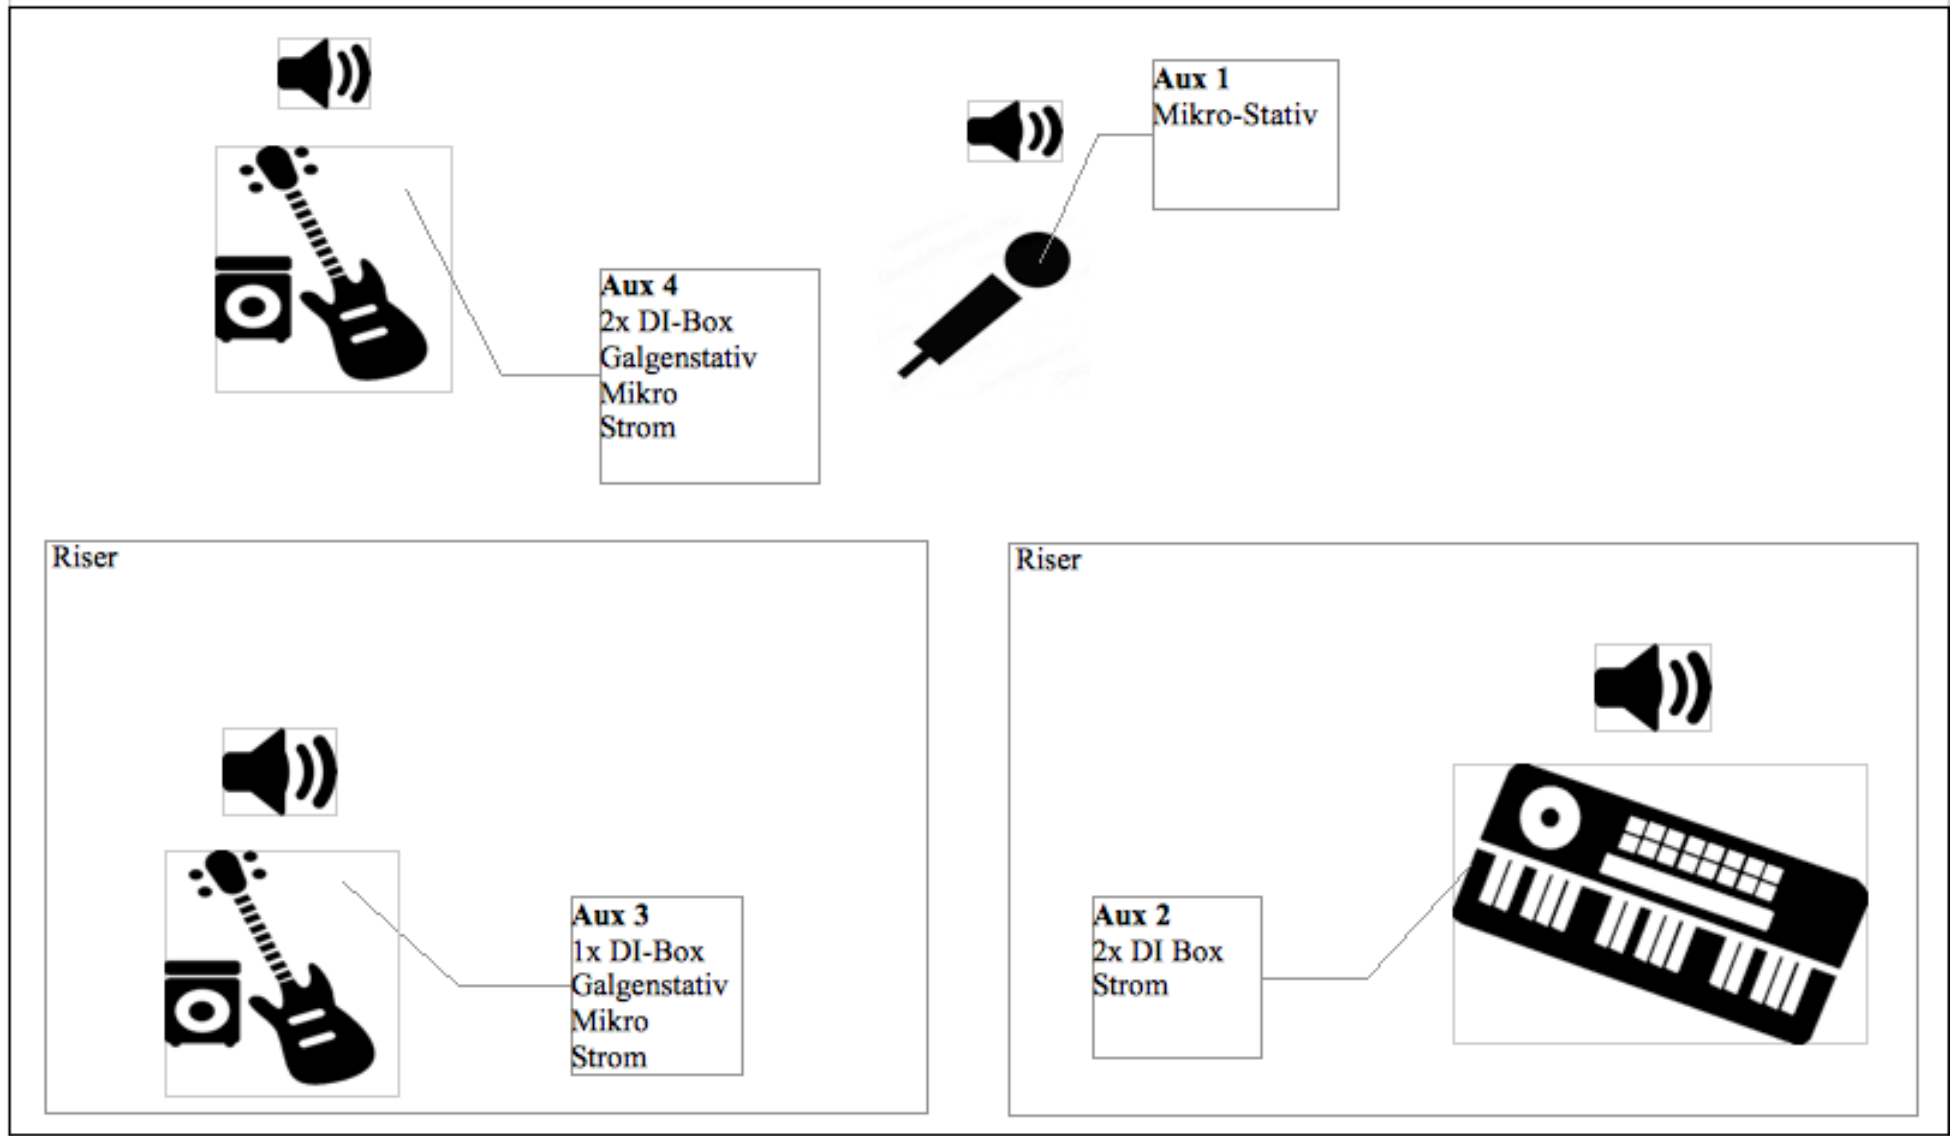 Aux 1
Mikro-Stativ
Aux 4
2x DI-Box
Galgenstativ
Mikro
Strom
Riser
Riser
Aux 3
1x DI-Box
Galgenstativ
Mikro
Strom
Aux 2
2x DI Box
Strom